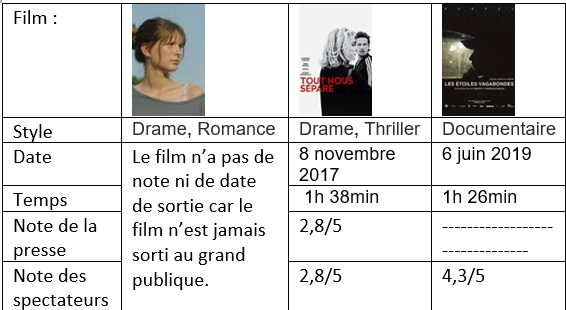 Film :
TOUT NOUS
SÉPARE
LES ÉTOILES VAGABONDES
Style
Drame, Romance
Drame, Thriller
Documentaire
Date
Le film n’a pas de
note ni de date
de sortie car le
film n’est jamais
sorti au grand
publique.
8 novembre
2017
6 juin 2019
Temps
1h 38min
1h 26min
Note de la
presse
2,8/5
------------------
--------------
Note des
spectateurs
2,8/5
4,3/5